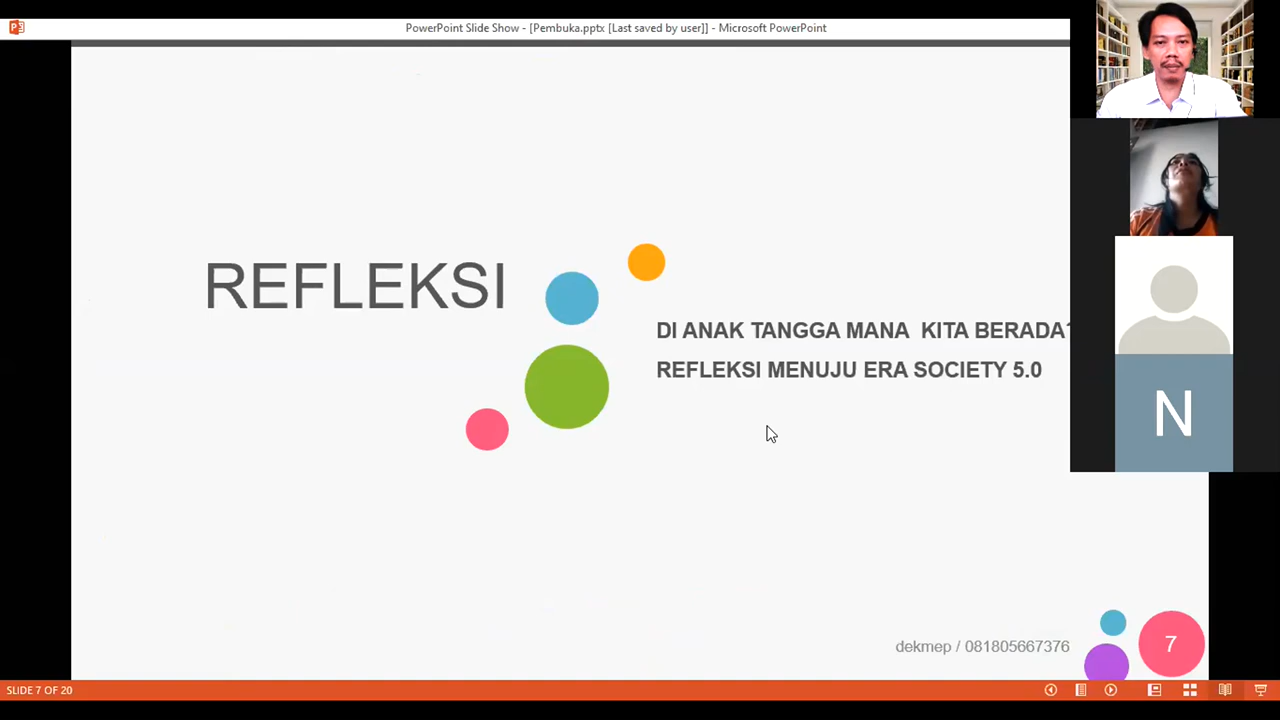 PowerPoint Slide Show - [Pembuka.pptx [Last saved by user]] - Microsoft PowerPoint
REFLEKSI
DI ANAK TANGGA MANA KITA BERADA?
REFLEKSI MENUJU ERA SOCIETY 5.0
N
dekmep / 081805667376
7
SLIDE 7 OF 20